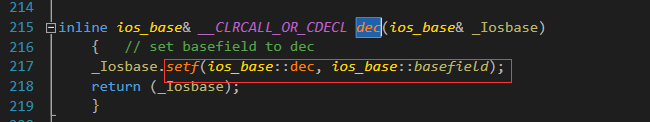 214
215 inline ios_base& __CLRCALL_OR_CDECL dec(ios_base& _Iosbase)
216 { // set basefield to dec
217 _Iosbase.setf(ios_base::dec, ios_base::basefield);
218 return (_Iosbase);
219 }